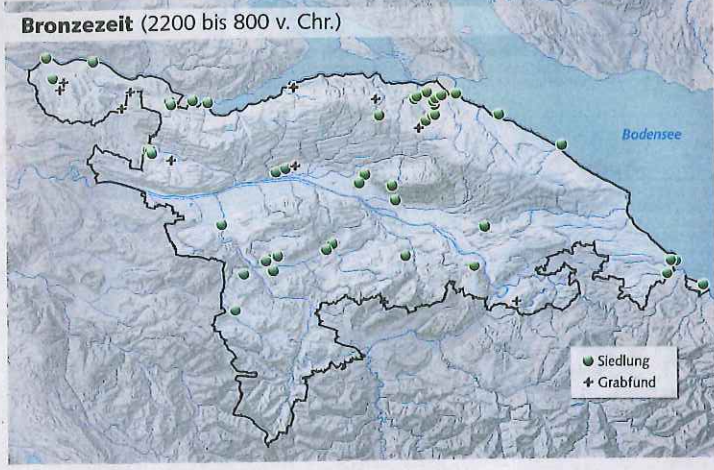 Bronzezeit (2200 bis 800 v. Chr.)
Bodensee
Siedlung
Grabfund